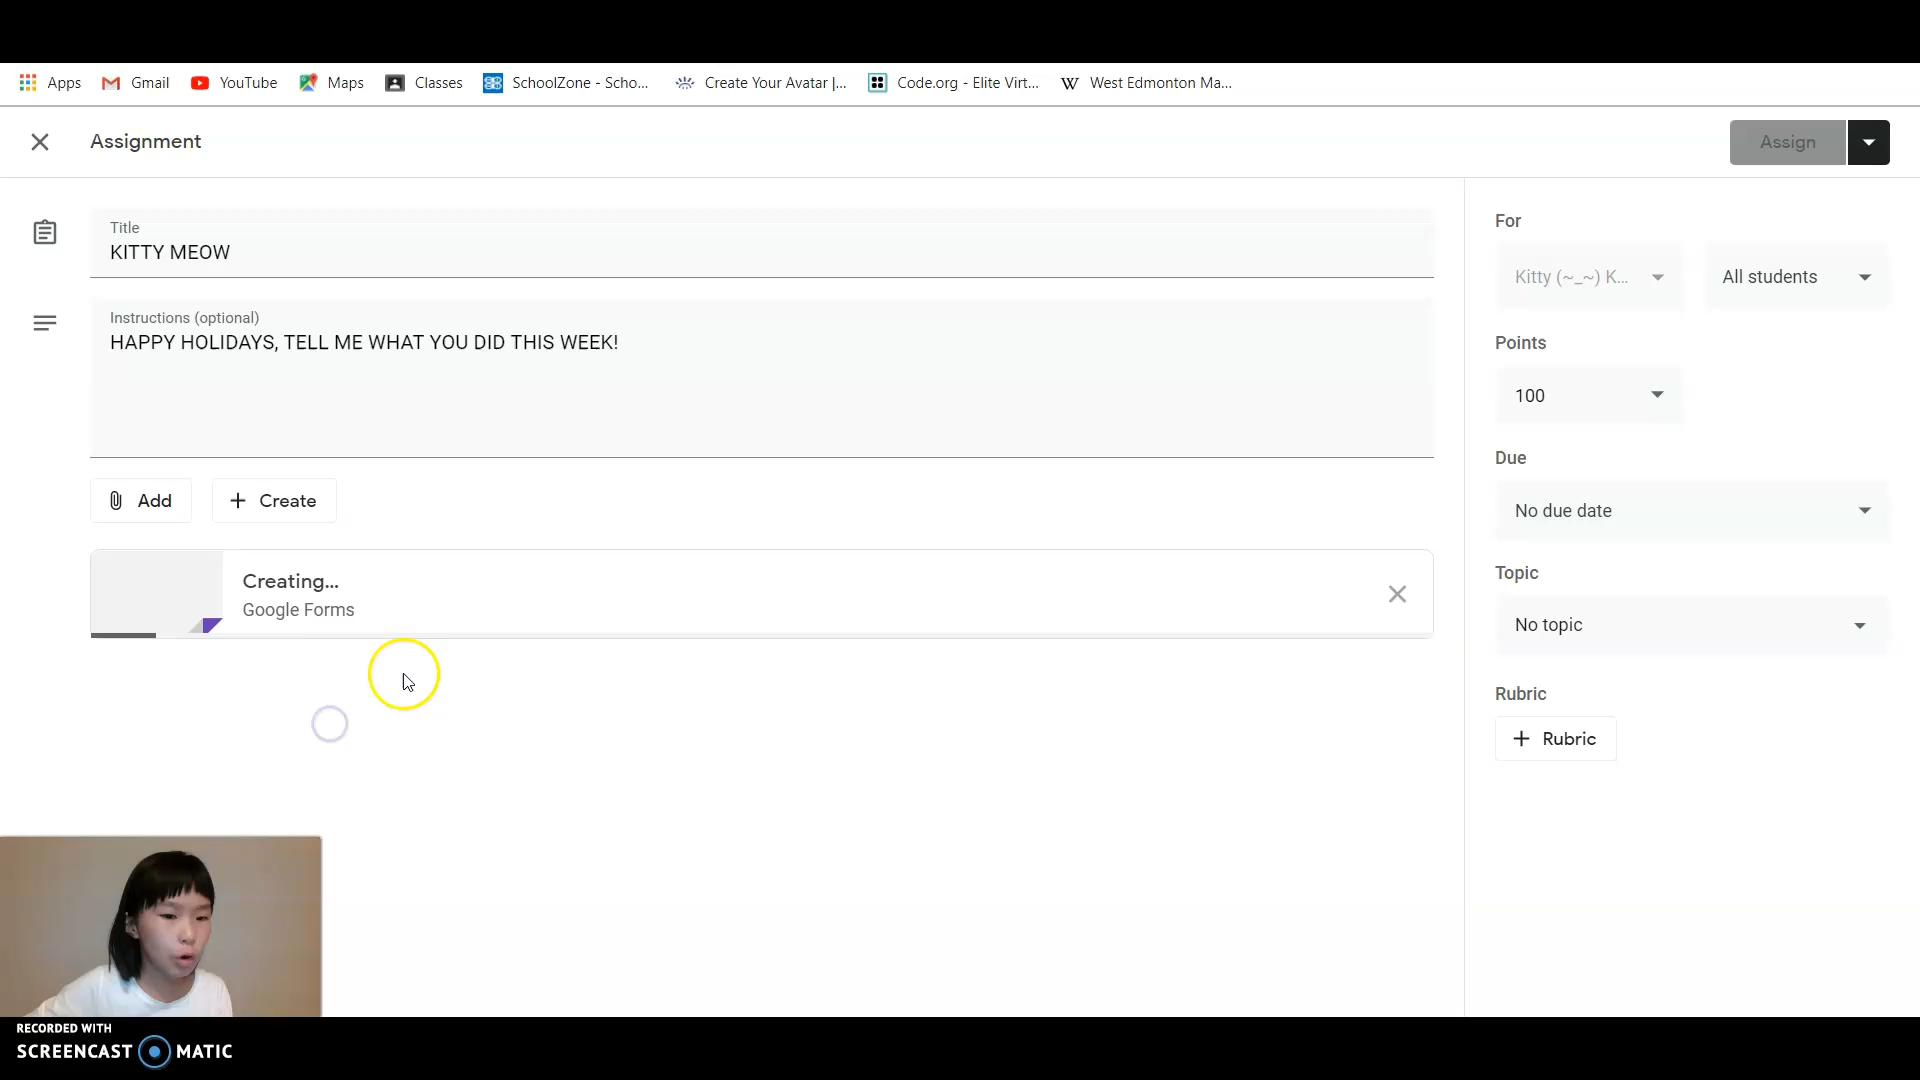 Apps Gmail YouTube Maps Classes SchoolZone - Scho... Create Your Avatar |... Code.org - Elite Virt... West Edmonton Ma...
Assignment
Assign
Title
KITTY MEOW
Instructions (optional)
HAPPY HOLIDAYS, TELL ME WHAT YOU DID THIS WEEK!
Add
Create
Creating...
Google Forms
For
Kitty (~_~) K...
All students
Points
100
Due
No due date
Topic
No topic
Rubric
Rubric
RECORDED WITH
SCREENCAST MATIC